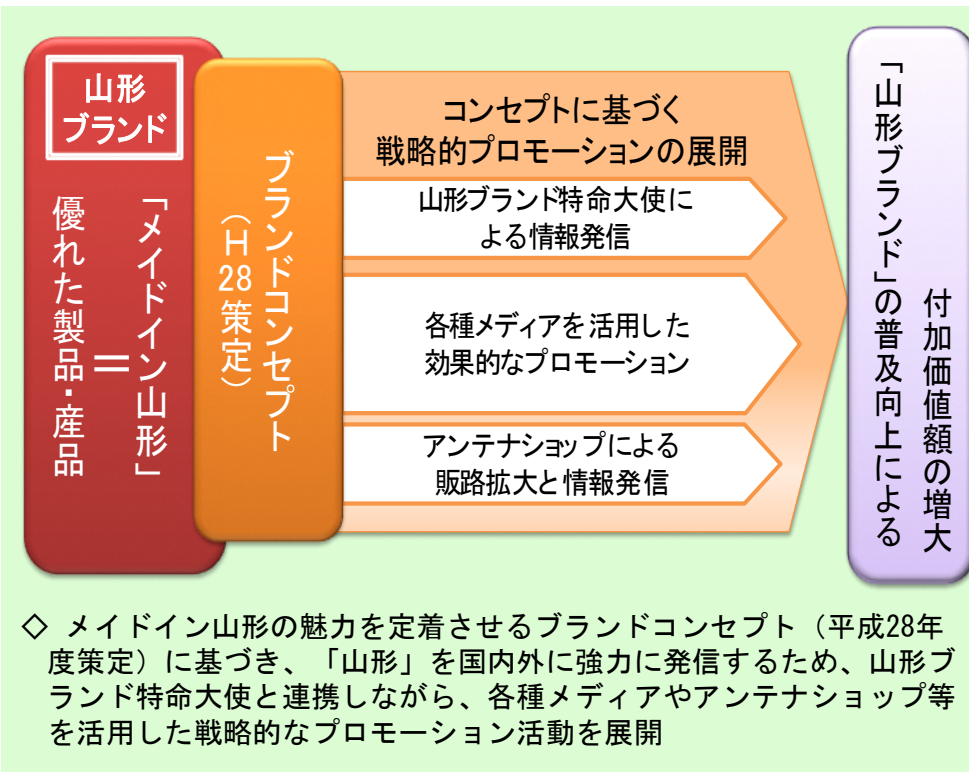 山形
ブランド
「メイドイン山形」
＝
優れた製品・産品
ブランドコンセプト
（H28策定）
コンセプトに基づく
戦略的プロモーションの展開
山形ブランド特命大使に
よる情報発信
各種メディアを活用した
効果的なプロモーション
アンテナショップによる
販路拡大と情報発信
「山形ブランド」の普及向上による
付加価値額の増大
◇ メイドイン山形の魅力を定着させるブランドコンセプト（平成28年
度策定）に基づき、「山形」を国内外に強力に発信するため、山形ブ
ランド特命大使と連携しながら、各種メディアやアンテナショップ等
を活用した戦略的なプロモーション活動を展開